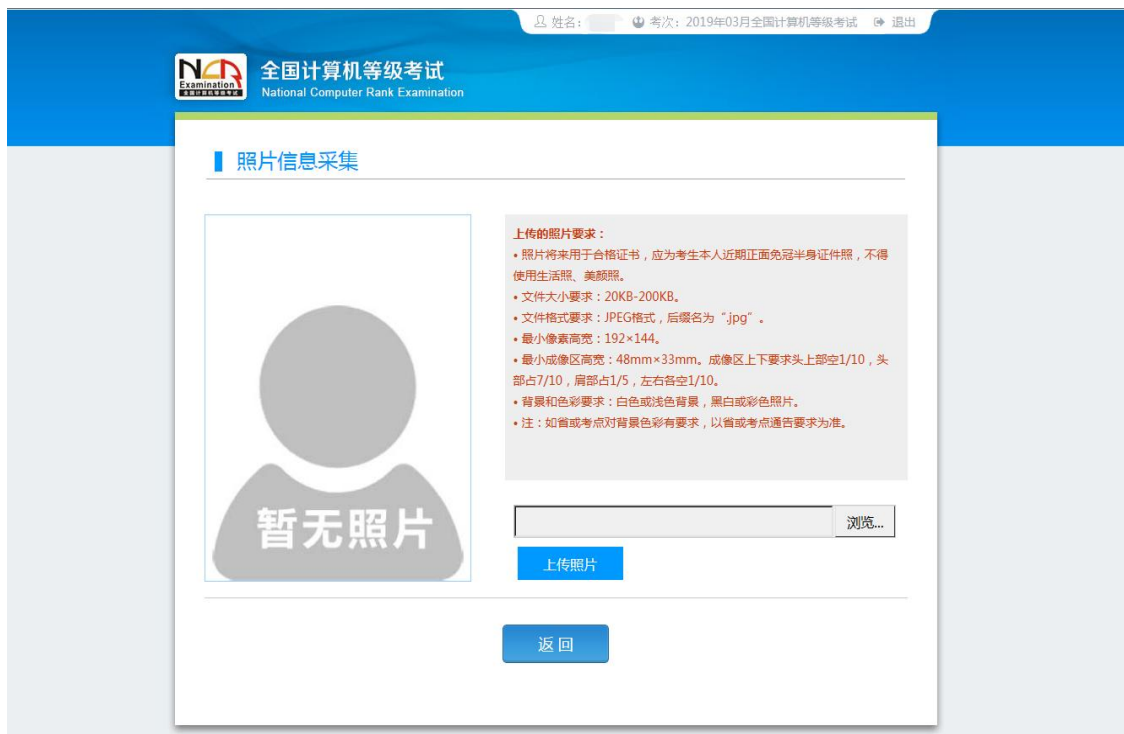 姓名： 考次：2019年03月全国计算机等级考试 退出
NCR
Examination
全国计算机等级考试
全国计算机等级考试
National Computer Rank Examination
照片信息采集
上传的照片要求：
• 照片将来用于合格证书，应为考生本人近期正面免冠半身证件照，不得
使用生活照、美颜照。
• 文件大小要求：20KB-200KB。
• 文件格式要求：JPEG格式，后缀名为“.jpg”。
• 最小像素高宽：192×144。
• 最小成像区高宽：48mm×33mm。成像区上下要求头上部空1/10，头
部占7/10，肩部占1/5，左右各空1/10。
• 背景和色彩要求：白色或浅色背景，黑白或彩色照片。
• 注：如省或考点对背景色彩有要求，以省或考点通告要求为准。
暂无照片
浏览...
上传照片
返回